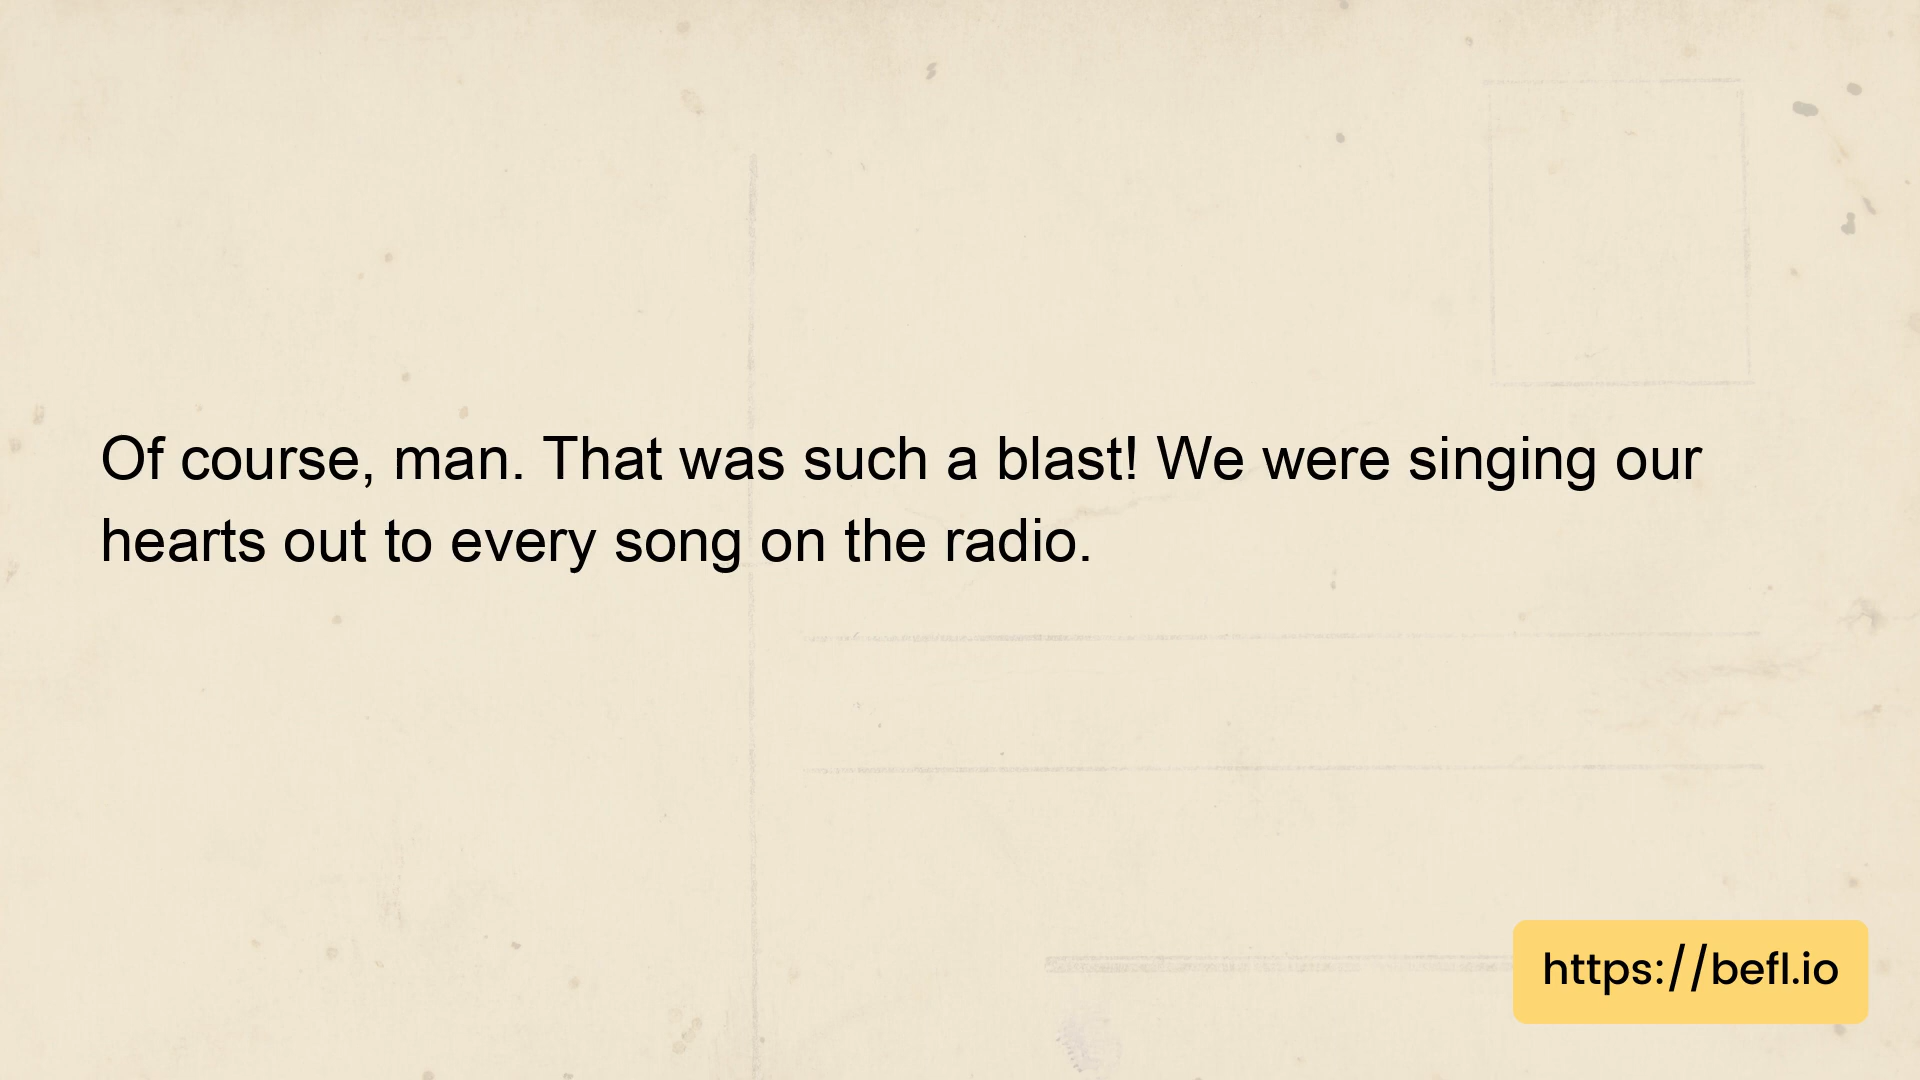 Of course, man. That was such a blast! We were singing our
hearts out to every song on the radio.
https://befl.io